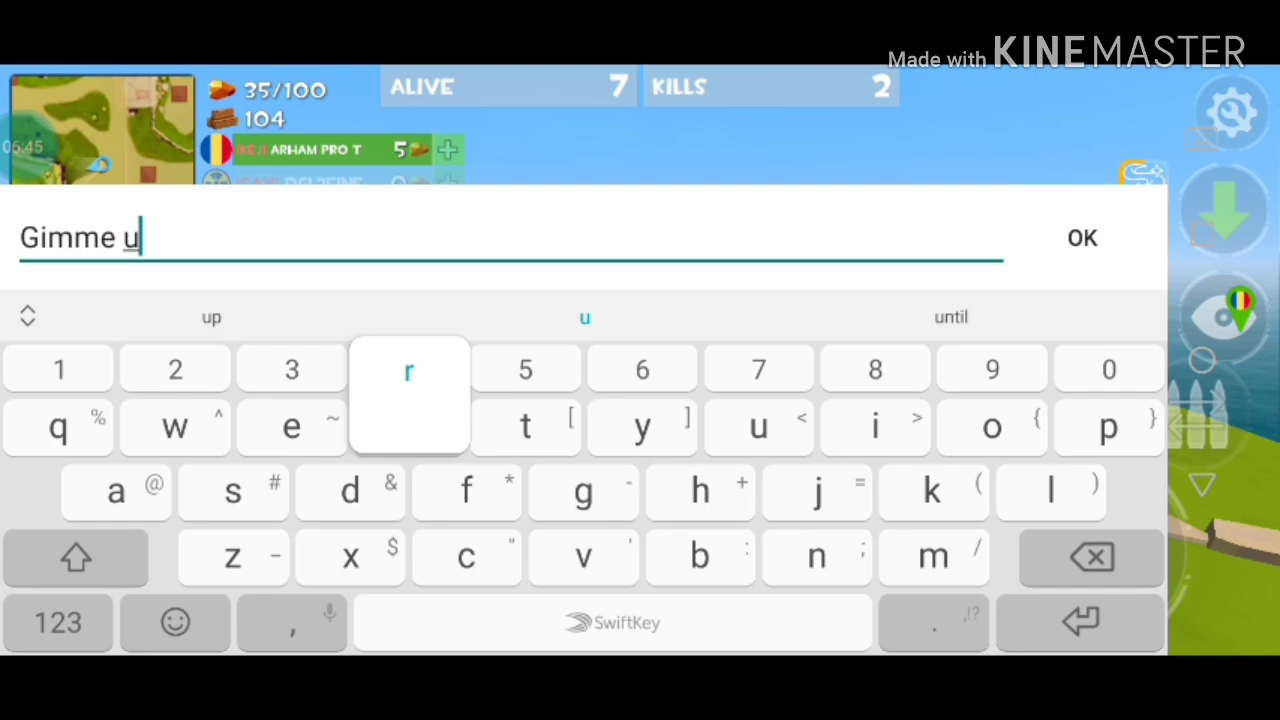 Made with KINEMASTER
35/100
ALIVE 7
KILLS 2
104
05:45
ARHAM PRO T 5
Gimme u
OK
up u until
1 2 3 r 5 6 7 8 9 0
q % w ^ e ~ t [ y ] u < i > o { p }
a @ s # d & f * g - h + j = k ( l )
z _ x $ c " v ' b : n ; m /
123 , SwiftKey . ,!?